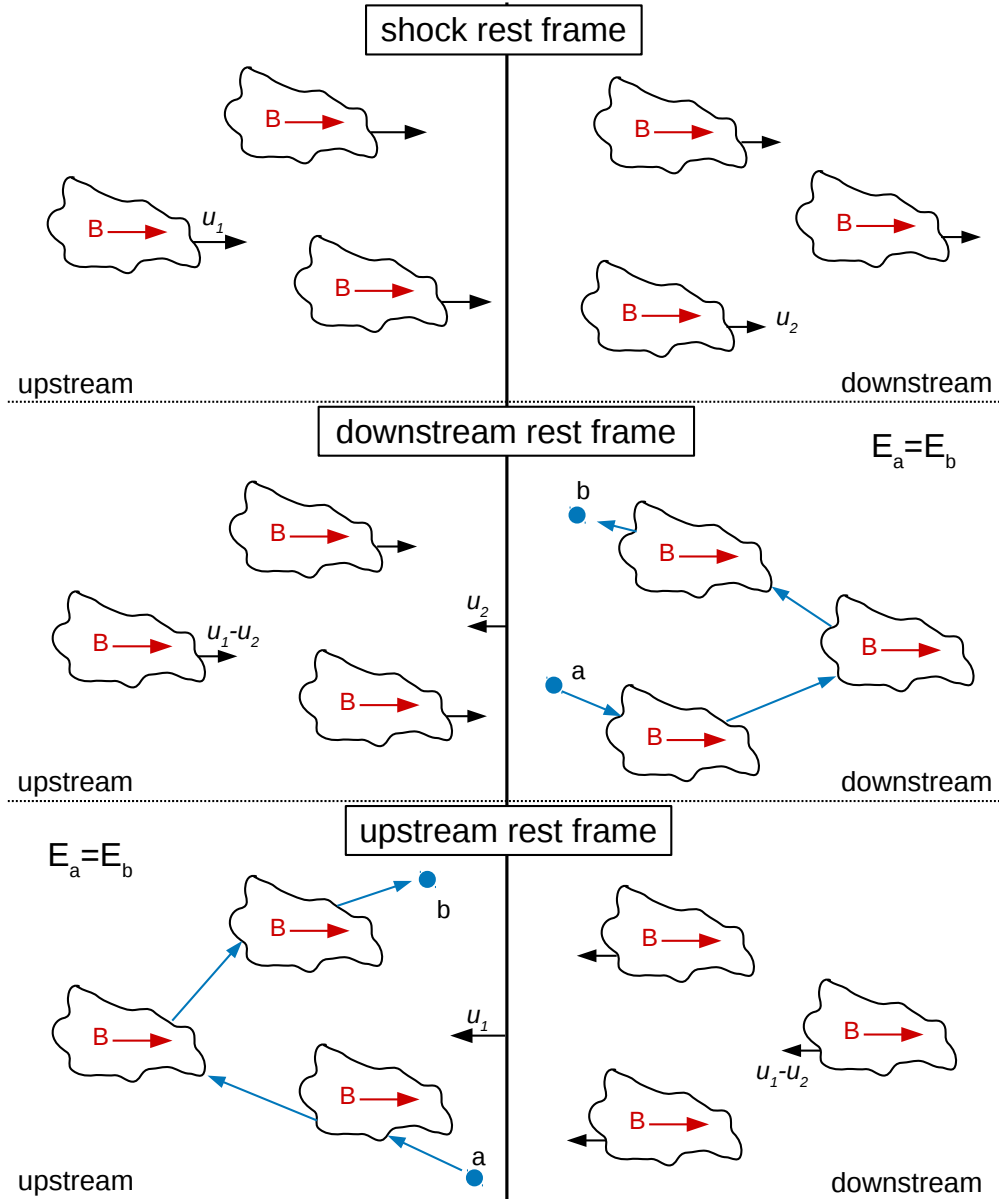 shock rest frame
B
B
B
u1
B
B
B
u2
upstream
downstream
downstream rest frame
Ea=Eb
b
B
B
u2
B
u1-u2
B
a
B
B
upstream
downstream
upstream rest frame
Ea=Eb
b
B
B
u1
B
B
u1-u2
B
B
a
upstream
downstream